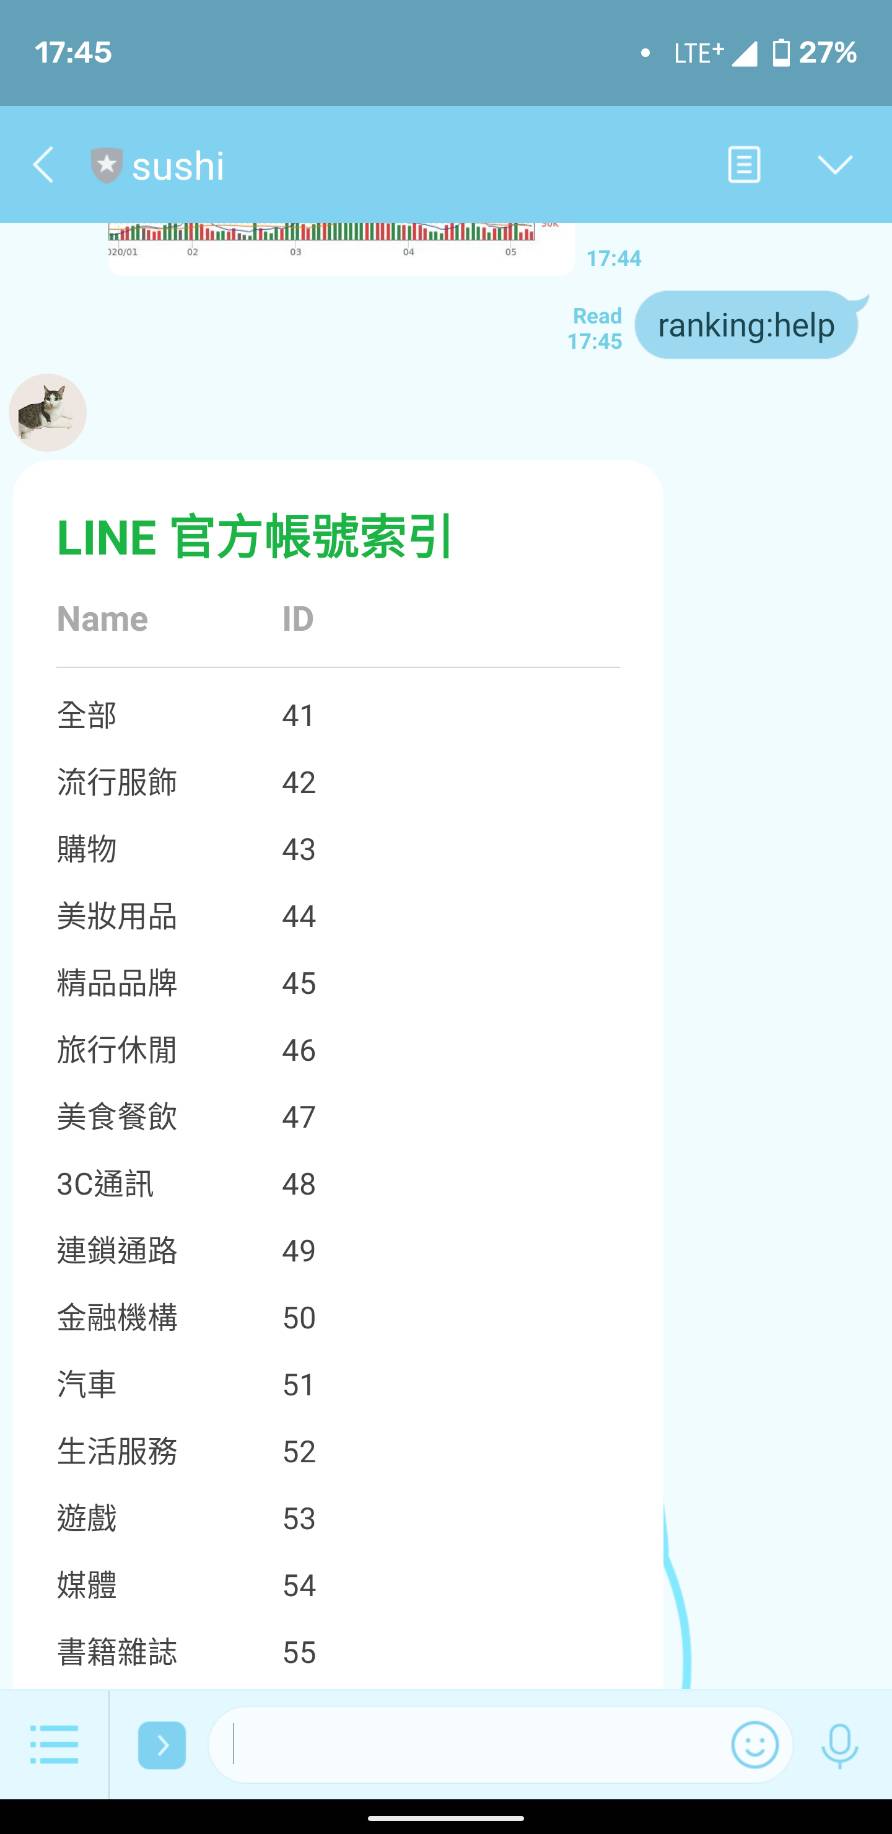 17:45
LTE+ 27%
sushi
30K
2020/01 02 03 04 05
17:44
Read
17:45
ranking:help
LINE 官方帳號索引
Name ID
全部 41
流行服飾 42
購物 43
美妝用品 44
精品品牌 45
旅行休閒 46
美食餐飲 47
3C通訊 48
連鎖通路 49
金融機構 50
汽車 51
生活服務 52
遊戲 53
媒體 54
書籍雜誌 55